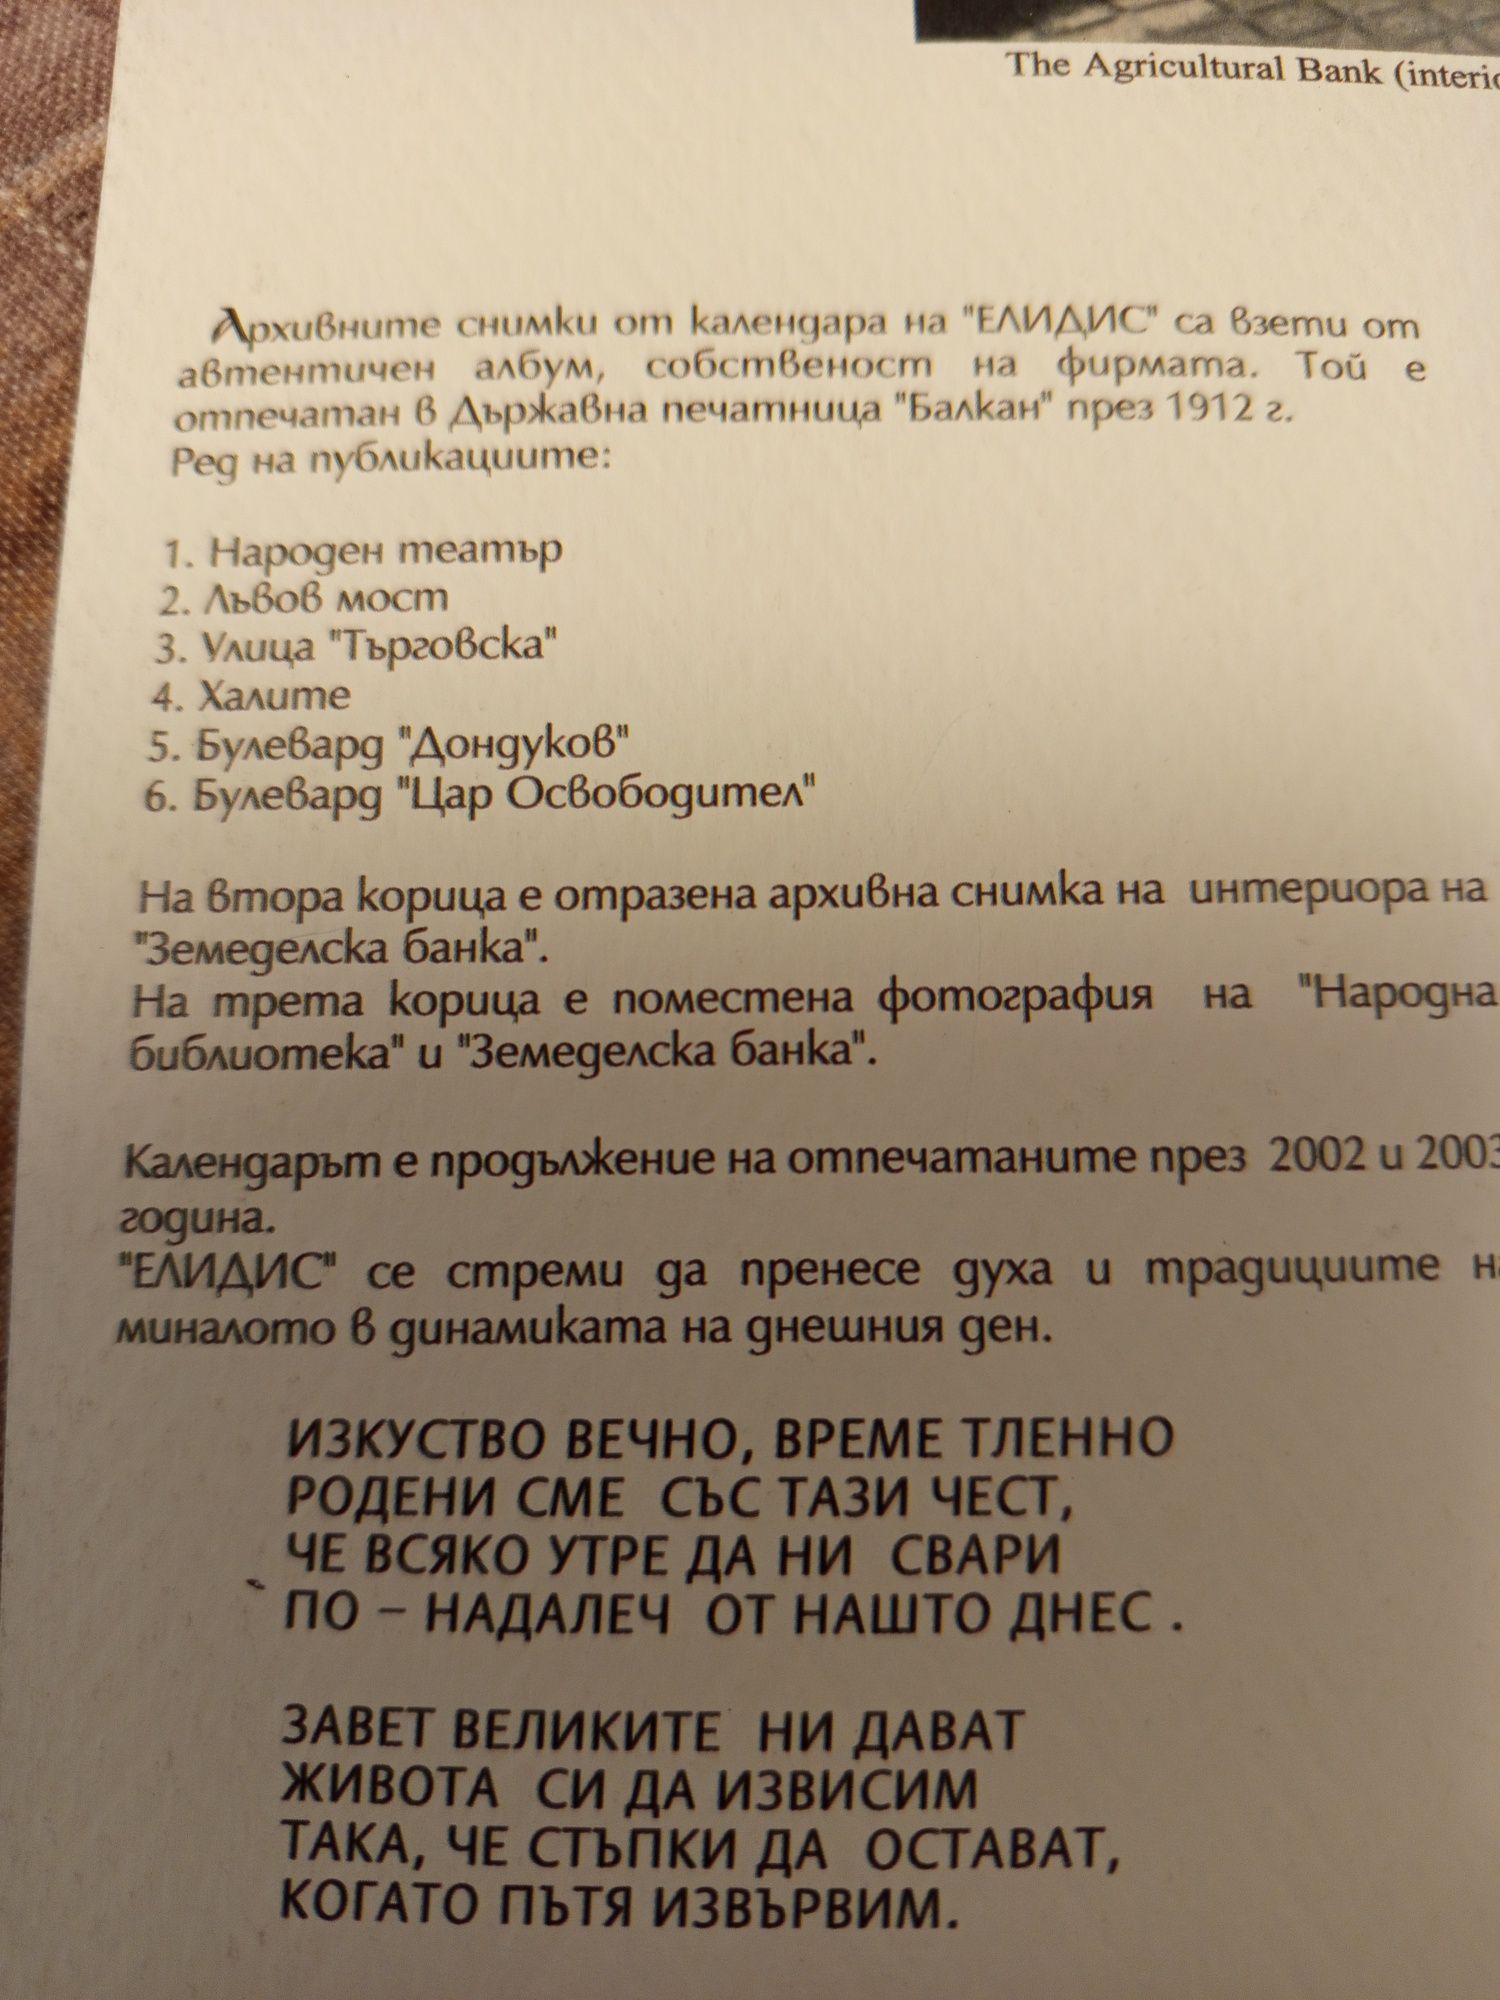 The Agricultural Bank
Архивните снимки от календара на "ЕЛИДИС" са взети от
автентичен албум, собственост на фирмата. Той е
отпечатан в Държавна печатница "Балкан" през 1912 г.
Ред на публикациите:
1. Народен театър
2. Лъвов мост
3. Улица "Търговска"
4. Халите
5. Булевард "Дондуков"
6. Булевард "Цар Освободител"
На втора корица е отразена архивна снимка на интериора на
"Земеделска банка".
На трета корица е поместена фотография на "Народна
библиотека" и "Земеделска банка".
Календарът е продължение на отпечатаните през 2002 и 2003
година.
"ЕЛИДИС" се стреми да пренесе духа и традициите на
миналото в динамиката на днешния ден.
ИЗКУСТВО ВЕЧНО, ВРЕМЕ ТЛЕННО
РОДЕНИ СМЕ СЪС ТАЗИ ЧЕСТ,
ЧЕ ВСЯКО УТРЕ ДА НИ СВАРИ
ПО – НАДАЛЕЧ ОТ НАШТО ДНЕС .
ЗАВЕТ ВЕЛИКИТЕ НИ ДАВАТ
ЖИВОТА СИ ДА ИЗВИСИМ
ТАКА, ЧЕ СТЪПКИ ДА ОСТАВАТ,
КОГАТО ПЪТЯ ИЗВЪРВИМ.